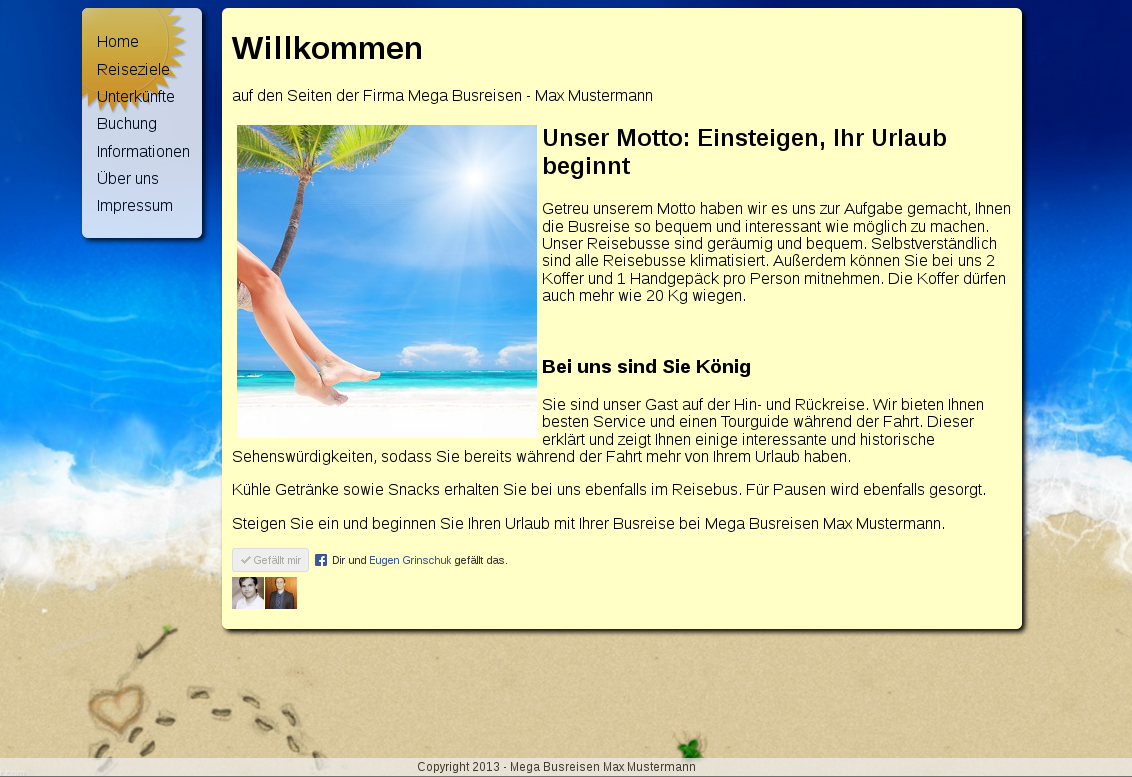 Home
Reiseziele
Unterkünfte
Buchung
Informationen
Über uns
Impressum
Willkommen
auf den Seiten der Firma Mega Busreisen - Max Mustermann
Unser Motto: Einsteigen, Ihr Urlaub
beginnt
Getreu unserem Motto haben wir es uns zur Aufgabe gemacht, Ihnen
die Busreise so bequem und interessant wie möglich zu machen.
Unser Reisebusse sind geräumig und bequem. Selbstverständlich
sind alle Reisebusse klimatisiert. Außerdem können Sie bei uns 2
Koffer und 1 Handgepäck pro Person mitnehmen. Die Koffer dürfen
auch mehr wie 20 Kg wiegen.
Bei uns sind Sie König
Sie sind unser Gast auf der Hin- und Rückreise. Wir bieten Ihnen
besten Service und einen Tourguide während der Fahrt. Dieser
erklärt und zeigt Ihnen einige interessante und historische
Sehenswürdigkeiten, sodass Sie bereits während der Fahrt mehr von Ihrem Urlaub haben.
Kühle Getränke sowie Snacks erhalten Sie bei uns ebenfalls im Reisebus. Für Pausen wird ebenfalls gesorgt.
Steigen Sie ein und beginnen Sie Ihren Urlaub mit Ihrer Busreise bei Mega Busreisen Max Mustermann.
Gefällt mir Dir und Eugen Grinschuk gefällt das.
Copyright 2013 - Mega Busreisen Max Mustermann